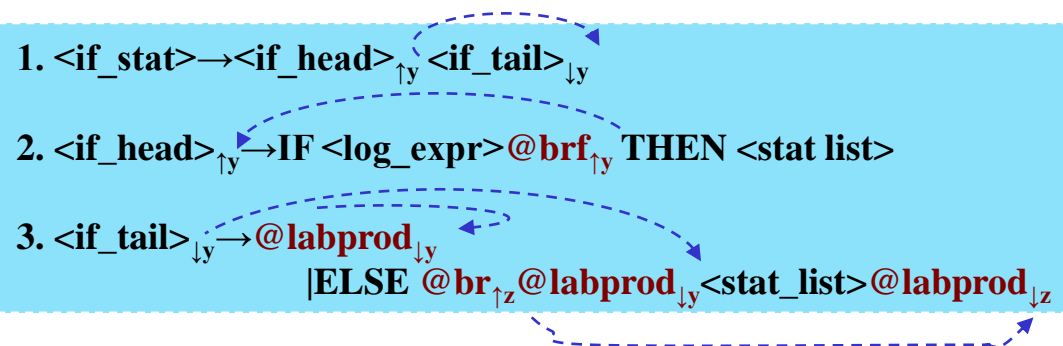 1. <if_stat>→<if_head>↑y <if_tail>↓y
2. <if_head>↑y→IF <log_expr>@brf↑y THEN <stat list>
3. <if_tail>↓y→@labprod↓y
|ELSE @br↑z@labprod↓y<stat_list>@labprod↓z